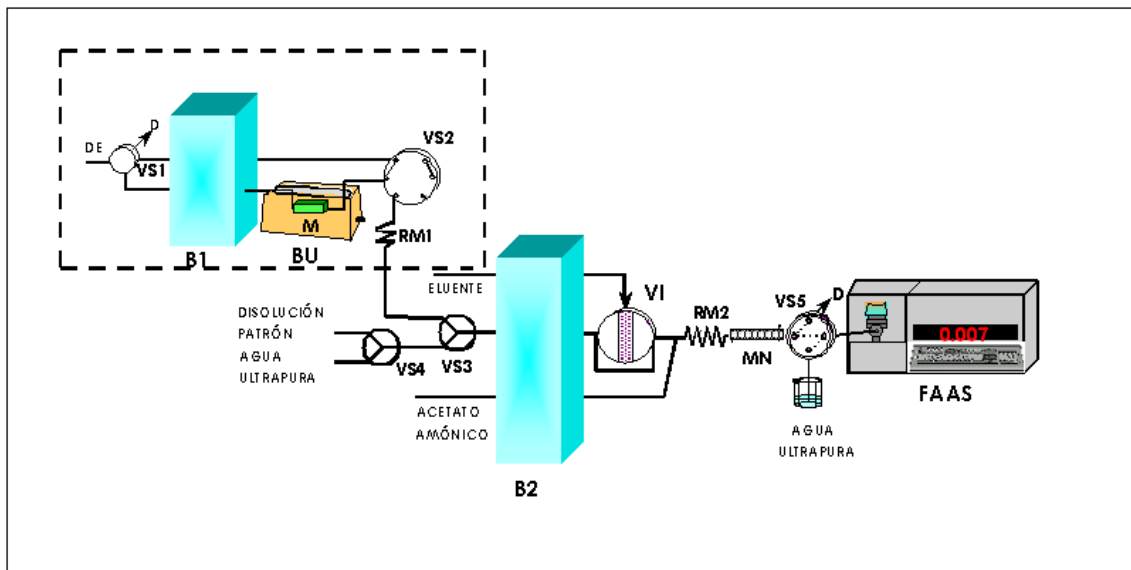 DE
D
VS1
VS2
M
B1
BU
RM1
ELUENTE
VI
DISOLUCIÓN
PATRÓN
AGUA
ULTRAPURA
VS4
VS3
RM2
MN
VS5
D
0.007
FAAS
ACETATO
AMÓNICO
AGUA
ULTRAPURA
B2